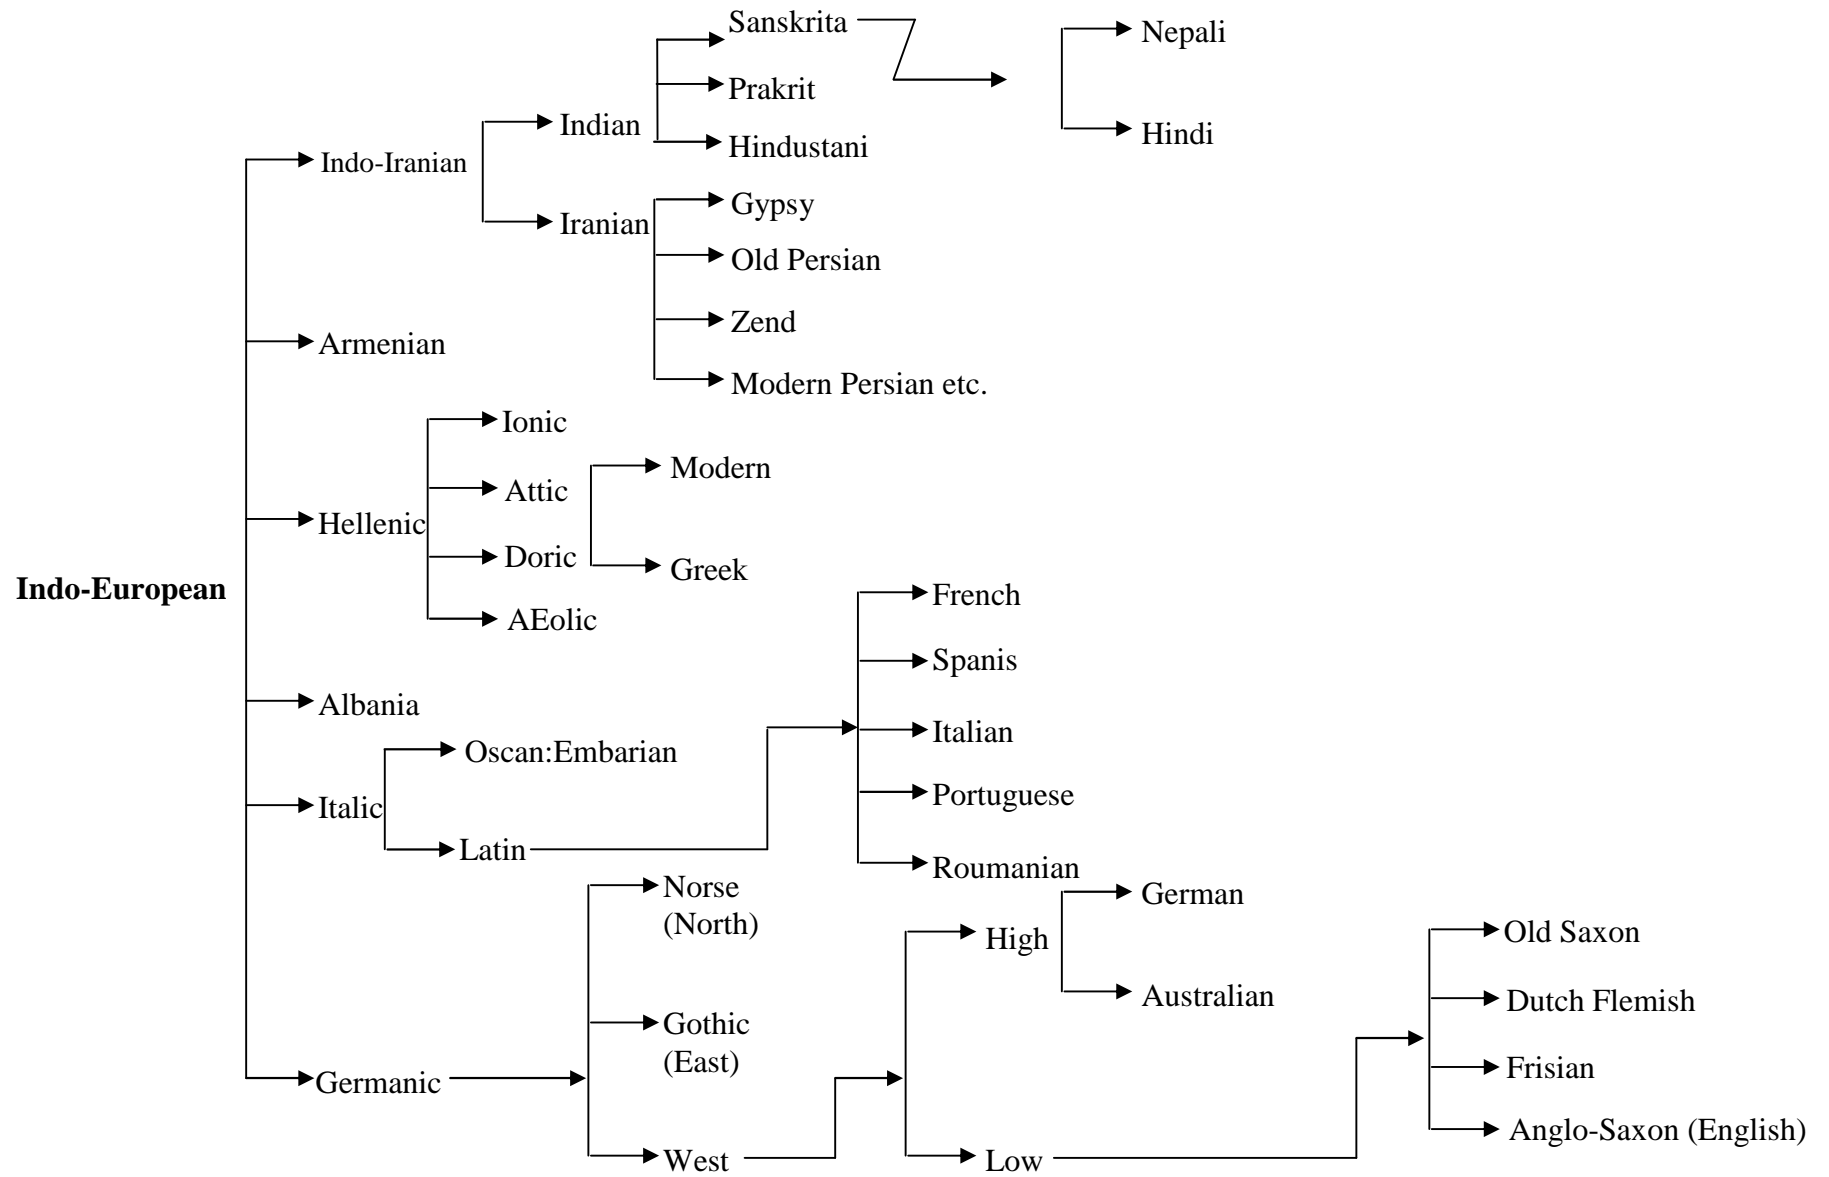 Sanskrita
Nepali
Prakrit
Indian
Hindi
Hindustani
Indo-Iranian
Gypsy
Iranian
Old Persian
Zend
Armenian
Modern Persian etc.
Ionic
Modern
Attic
Hellenic
Doric
Greek
Indo-European
French
AEolic
Spanis
Albania
Italian
Oscan:Embarian
Portuguese
Italic
Latin
Roumanian
Norse
(North)
German
High
Old Saxon
Australian
Dutch Flemish
Gothic
(East)
Frisian
Germanic
Anglo-Saxon (English)
West
Low